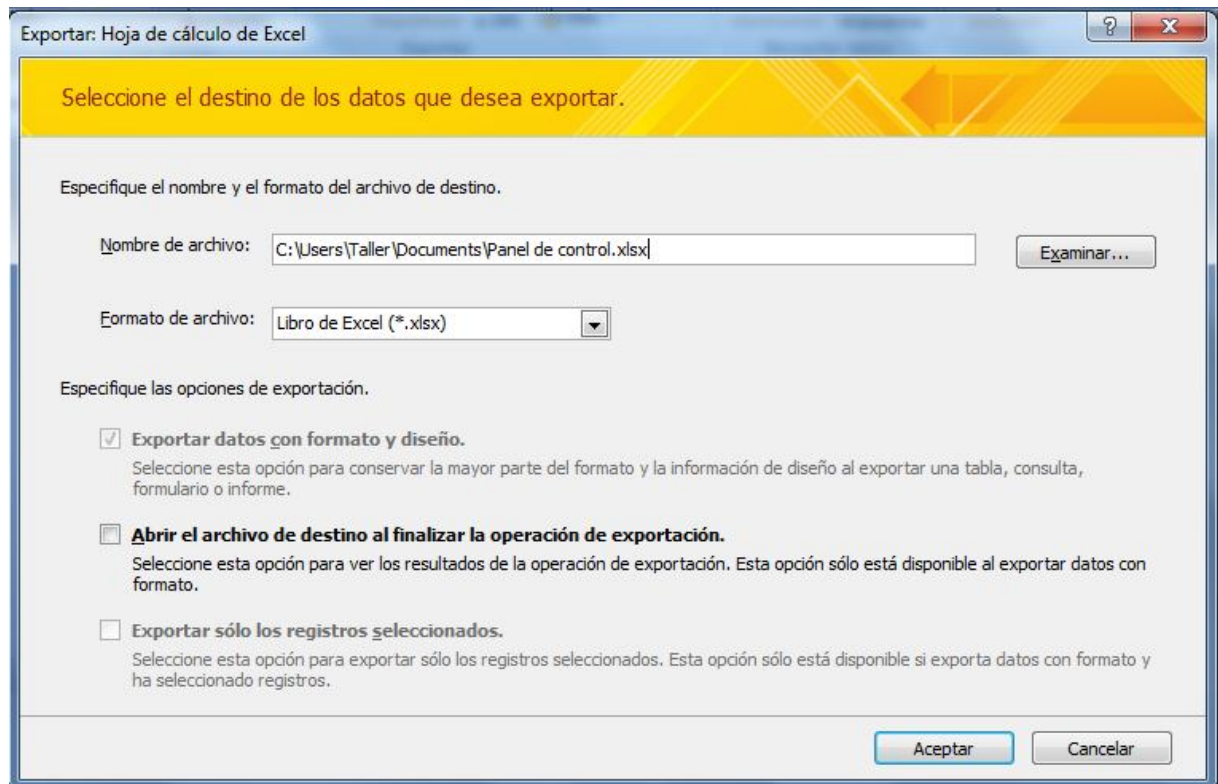 Exportar: Hoja de cálculo de Excel
Seleccione el destino de los datos que desea exportar.
Especifique el nombre y el formato del archivo de destino.
Nombre de archivo: C:\Users\Taller\Documents\Panel de control.xlsx Examinar...
Formato de archivo: Libro de Excel (*.xlsx)
Especifique las opciones de exportación.
Exportar datos con formato y diseño.
Seleccione esta opción para conservar la mayor parte del formato y la información de diseño al exportar una tabla, consulta,
formulario o informe.
Abrir el archivo de destino al finalizar la operación de exportación.
Seleccione esta opción para ver los resultados de la operación de exportación. Esta opción sólo está disponible al exportar datos con
formato.
Exportar sólo los registros seleccionados.
Seleccione esta opción para exportar sólo los registros seleccionados. Esta opción sólo está disponible si exporta datos con formato y
ha seleccionado registros.
Aceptar Cancelar